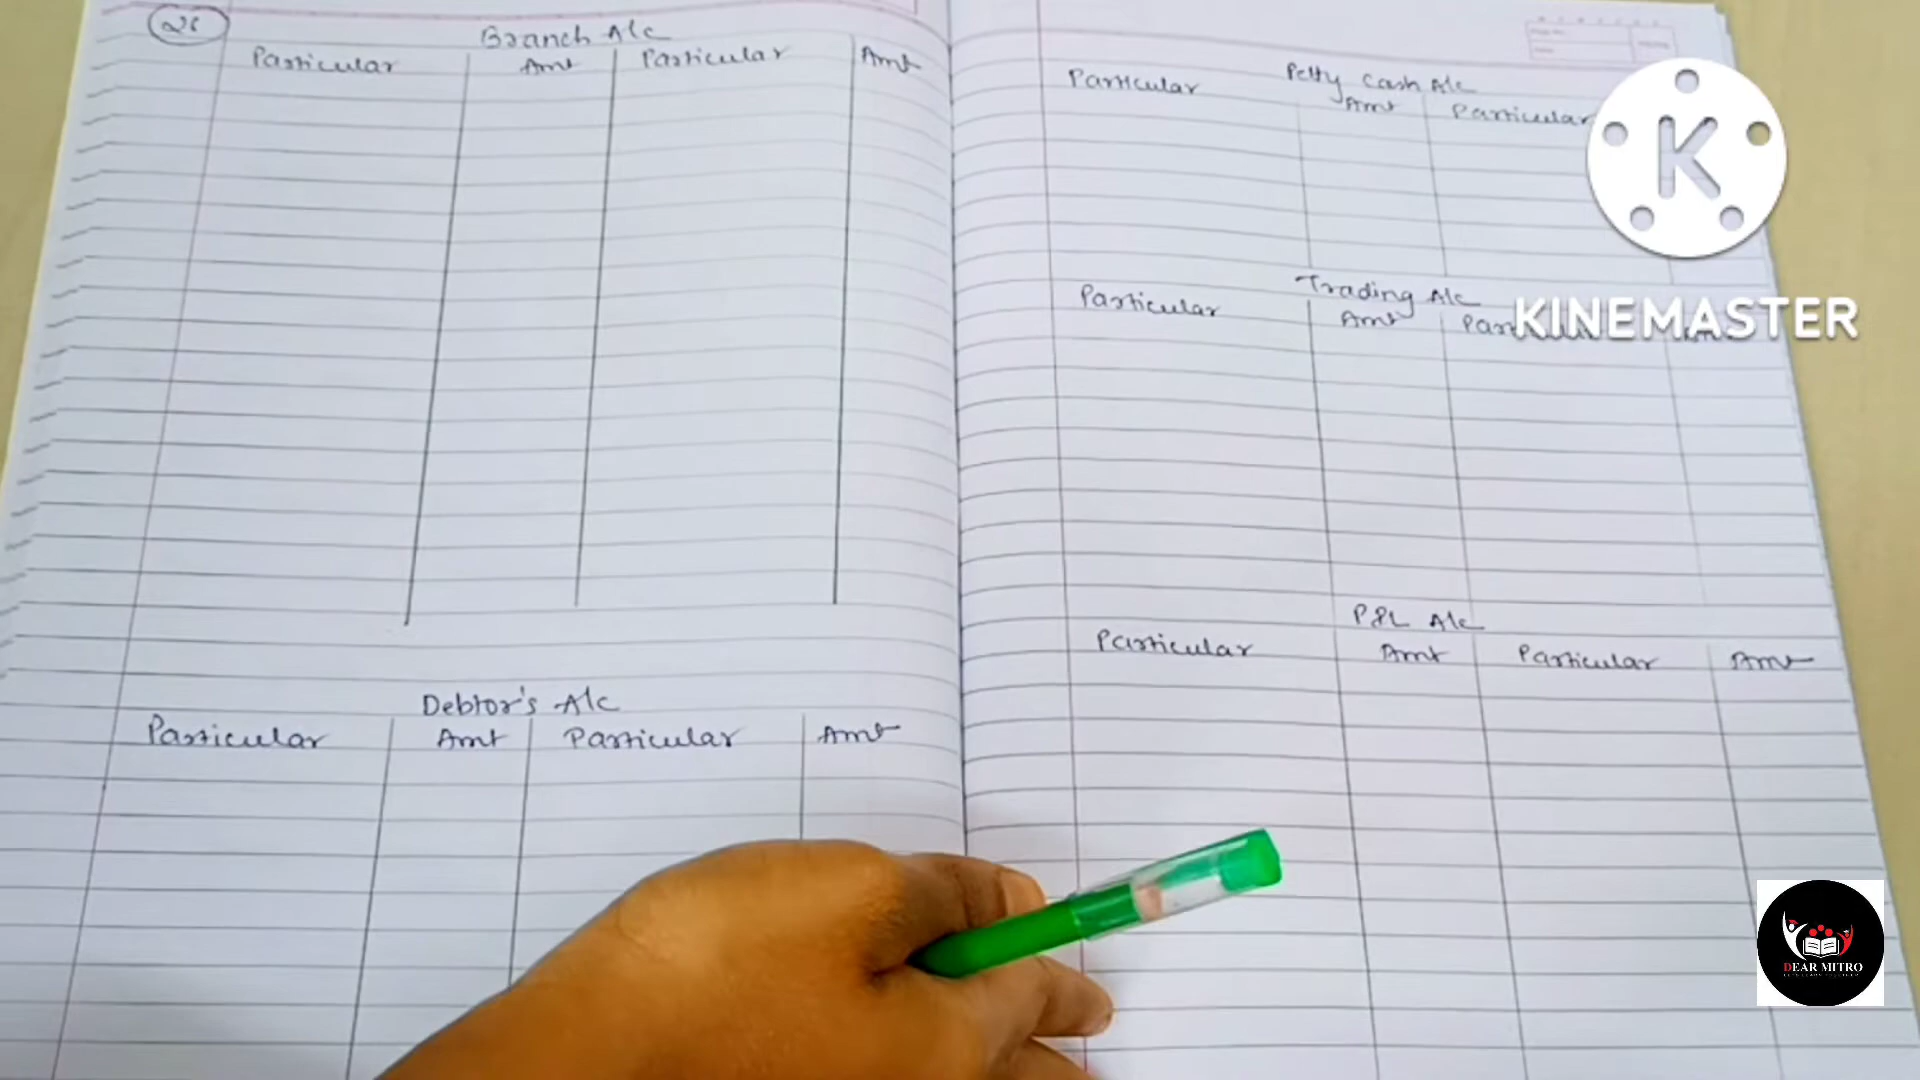 26
Branch A/c
Particular Amt Particular Amt
Debtor's A/c
Particular Amt Particular Amt
Petty Cash A/c
Particular Amt Particular
Trading A/c
Particular Amt
P&L A/c
Particular Amt Particular Amt
K
KINEMASTER
DEAR MITRO